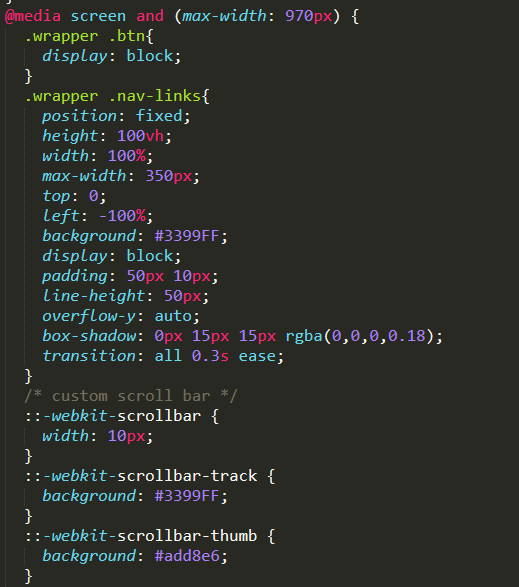 }
@media screen and (max-width: 970px) {
.wrapper .btn{
display: block;
}
.wrapper .nav-links{
position: fixed;
height: 100vh;
width: 100%;
max-width: 350px;
top: 0;
left: -100%;
background: #3399FF;
display: block;
padding: 50px 10px;
line-height: 50px;
overflow-y: auto;
box-shadow: 0px 15px 15px rgba(0,0,0,0.18);
transition: all 0.3s ease;
}
/* custom scroll bar */
::-webkit-scrollbar {
width: 10px;
}
::-webkit-scrollbar-track {
background: #3399FF;
}
::-webkit-scrollbar-thumb {
background: #add8e6;
}